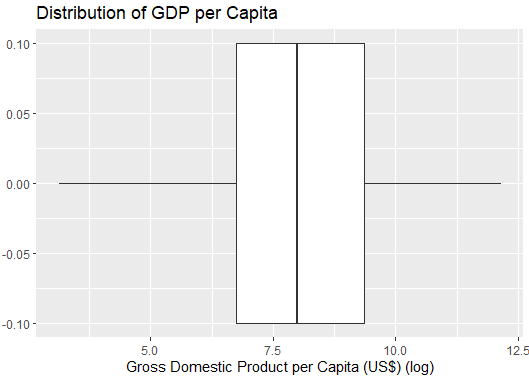 Distribution of GDP per Capita
0.10
0.05
0.00
-0.05
-0.10
5.0 7.5 10.0 12.5
Gross Domestic Product per Capita (US$) (log)